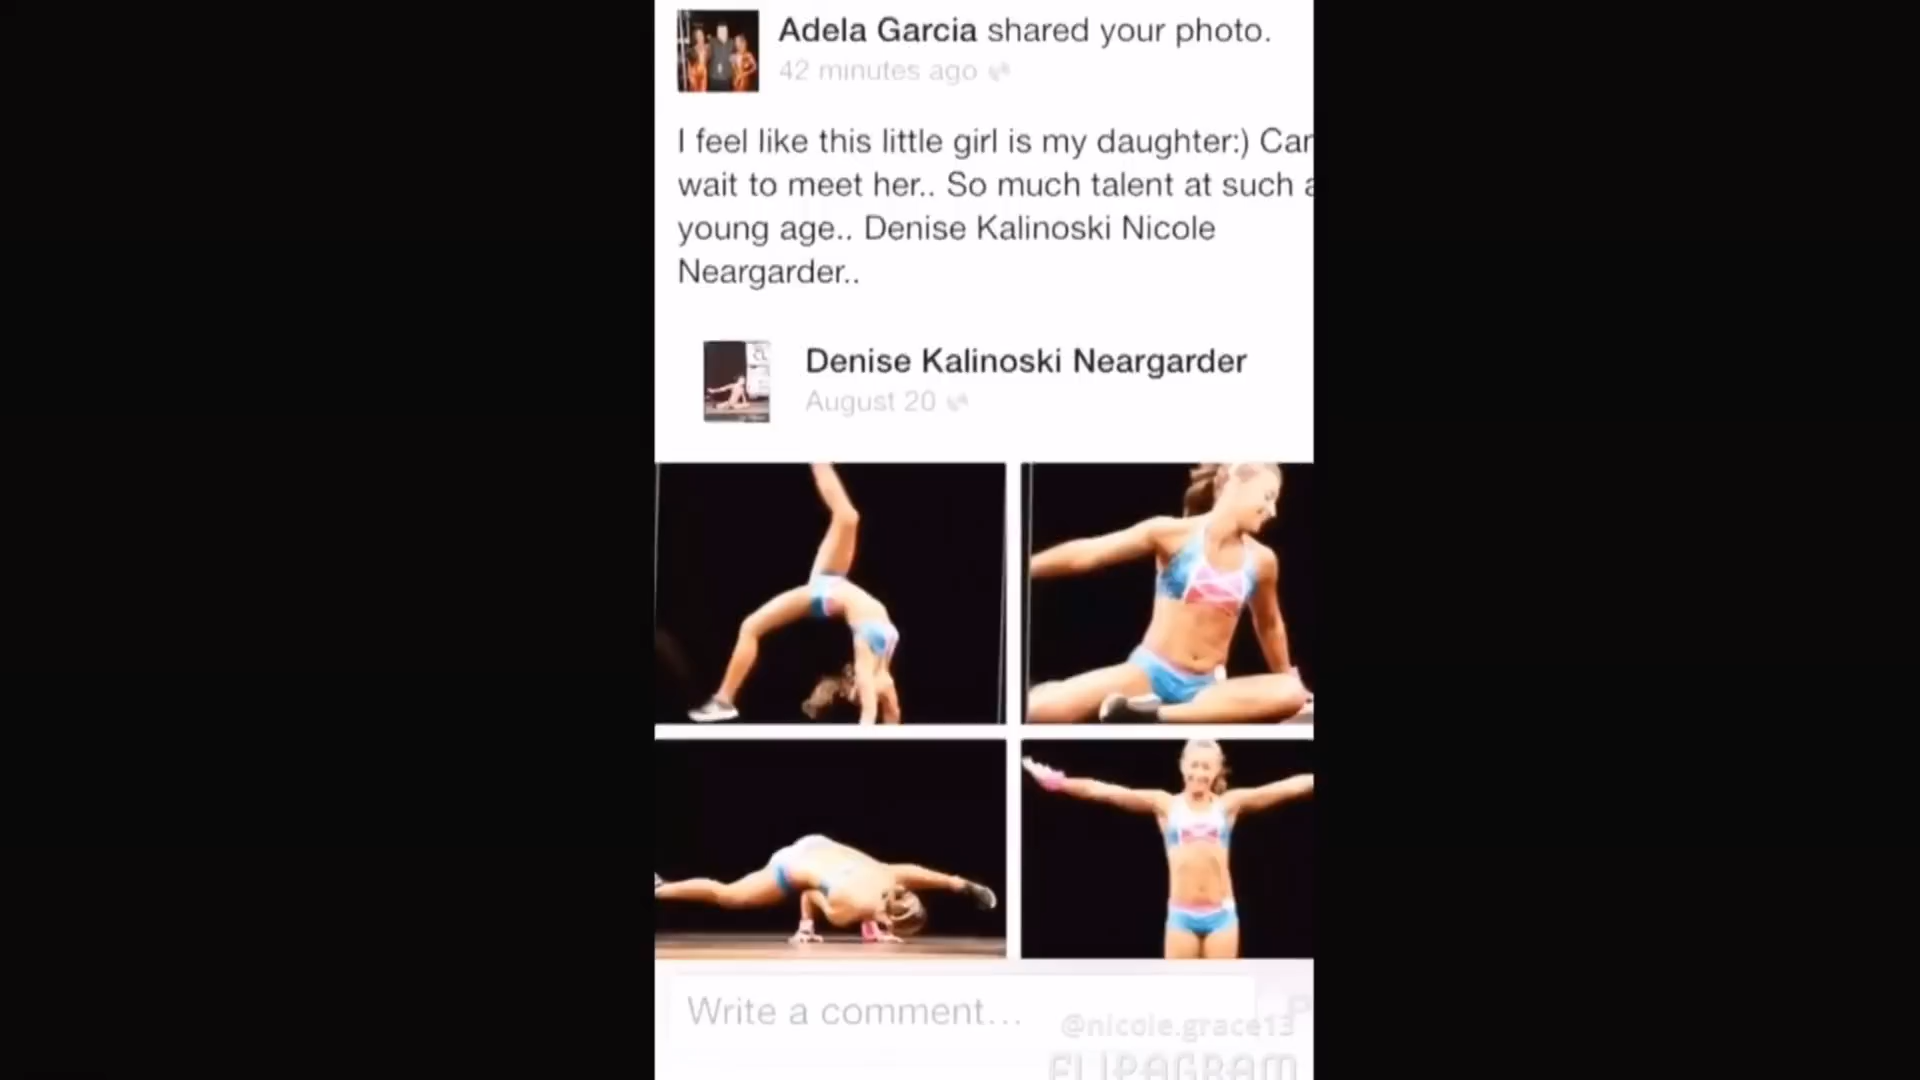 Adela Garcia shared your photo.
42 minutes ago
I feel like this little girl is my daughter:)
wait to meet her.. So much talent at such a
young age.. Denise Kalinoski Nicole
Neargarder..
Denise Kalinoski Neargarder
August 20
Write a comment...
@nicole.grace13
FLIPAGRAM